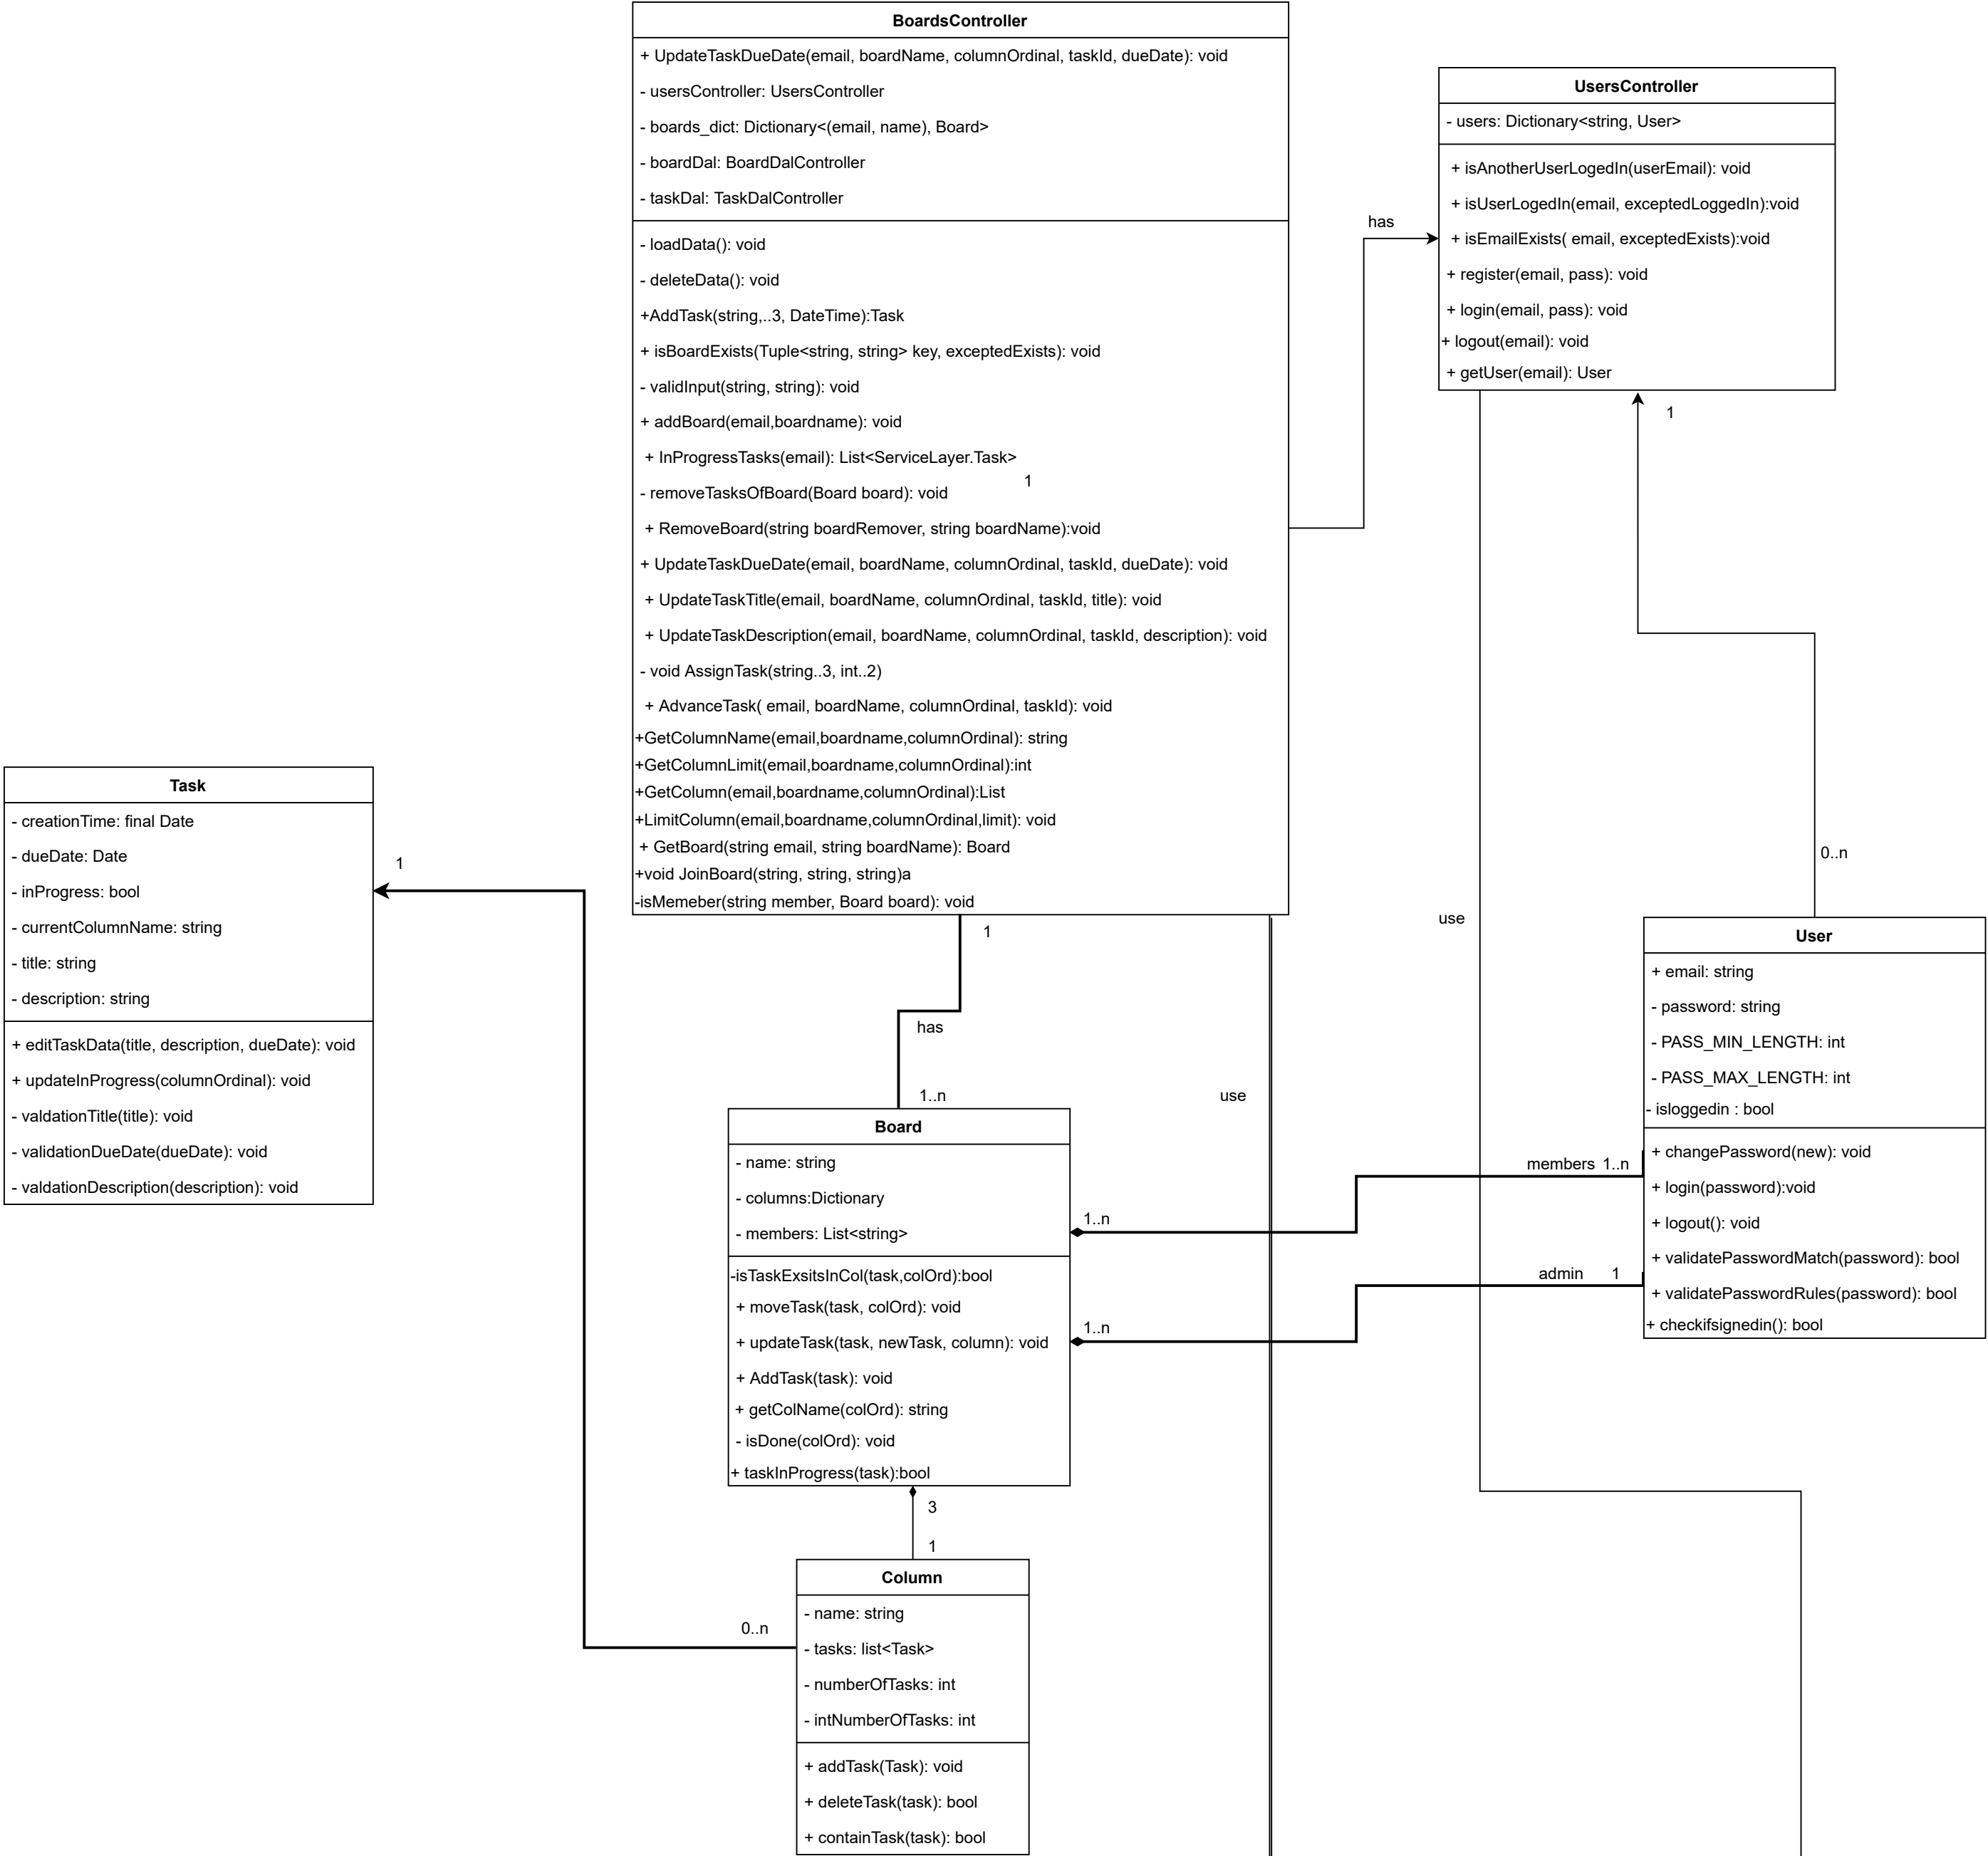 BoardsController
+ UpdateTaskDueDate(email, boardName, columnOrdinal, taskId, dueDate): void
- usersController: UsersController
- boards_dict: Dictionary<(email, name), Board>
- boardDal: BoardDalController
- taskDal: TaskDalController
- loadData(): void
- deleteData(): void
+AddTask(string,..3, DateTime):Task
+ isBoardExists(Tuple<string, string> key, exceptedExists): void
- validInput(string, string): void
+ addBoard(email,boardname): void
+ InProgressTasks(email): List<ServiceLayer.Task>
1
- removeTasksOfBoard(Board board): void
+ RemoveBoard(string boardRemover, string boardName):void
+ UpdateTaskDueDate(email, boardName, columnOrdinal, taskId, dueDate): void
+ UpdateTaskTitle(email, boardName, columnOrdinal, taskId, title): void
+ UpdateTaskDescription(email, boardName, columnOrdinal, taskId, description): void
- void AssignTask(string..3, int..2)
+ AdvanceTask( email, boardName, columnOrdinal, taskId): void
+GetColumnName(email,boardname,columnOrdinal): string
+GetColumnLimit(email,boardname,columnOrdinal):int
+GetColumn(email,boardname,columnOrdinal):List
+LimitColumn(email,boardname,columnOrdinal,limit): void
+ GetBoard(string email, string boardName): Board
+void JoinBoard(string, string, string)a
-isMemeber(string member, Board board): void
has
UsersController
- users: Dictionary<string, User>
+ isAnotherUserLogedIn(userEmail): void
+ isUserLogedIn(email, exceptedLoggedIn):void
+ isEmailExists( email, exceptedExists):void
+ register(email, pass): void
+ login(email, pass): void
+ logout(email): void
+ getUser(email): User
1
0..n
use
Task
- creationTime: final Date
- dueDate: Date
- inProgress: bool
- currentColumnName: string
- title: string
- description: string
+ editTaskData(title, description, dueDate): void
+ updateInProgress(columnOrdinal): void
- valdationTitle(title): void
- validationDueDate(dueDate): void
- valdationDescription(description): void
1
1
has
1..n
use
User
+ email: string
- password: string
- PASS_MIN_LENGTH: int
- PASS_MAX_LENGTH: int
- isloggedin : bool
+ changePassword(new): void
+ login(password):void
+ logout(): void
+ validatePasswordMatch(password): bool
+ validatePasswordRules(password): bool
+ checkifsignedin(): bool
members 1..n
1..n
admin 1
1..n
Board
- name: string
- columns:Dictionary
- members: List<string>
-isTaskExsitsInCol(task,colOrd):bool
+ moveTask(task, colOrd): void
+ updateTask(task, newTask, column): void
+ AddTask(task): void
+ getColName(colOrd): string
- isDone(colOrd): void
+ taskInProgress(task):bool
3
1
0..n
Column
- name: string
- tasks: list<Task>
- numberOfTasks: int
- intNumberOfTasks: int
+ addTask(Task): void
+ deleteTask(task): bool
+ containTask(task): bool